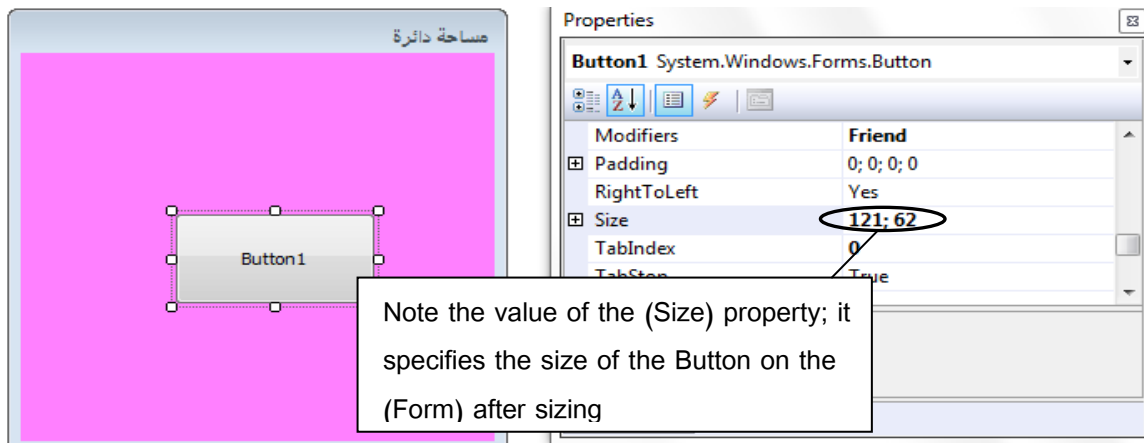 مساحة دائرة
Button1
Properties
Button1 System.Windows.Forms.Button
Modifiers Friend
Padding 0; 0; 0; 0
RightToLeft Yes
Size 121; 62
TabIndex 0
TabStop True
Note the value of the (Size) property; it
specifies the size of the Button on the
(Form) after sizing